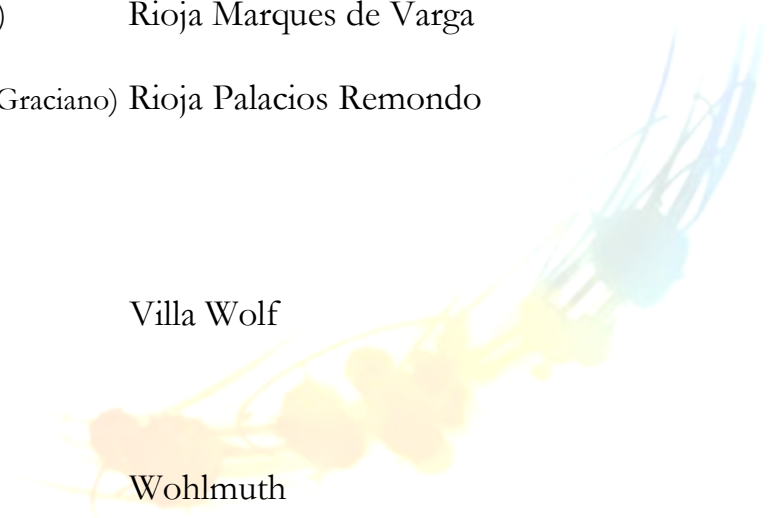 ) Rioja Marques de Varga
Graciano) Rioja Palacios Remondo
Villa Wolf
Wohlmuth